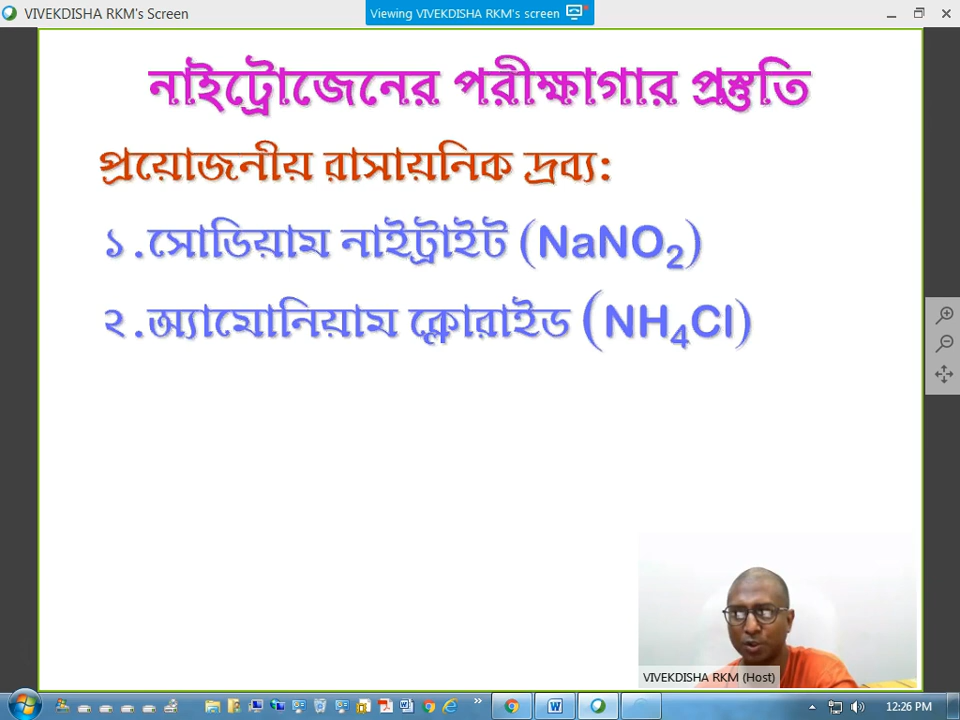 VIVEKDISHA RKM's Screen
Viewing VIVEKDISHA RKM's screen
নাইট্রোজেনের পরীক্ষাগার প্রস্তুতি
প্রয়োজনীয় রাসায়নিক দ্রব্য:
১.সোডিয়াম নাইট্রাইট (NaNO₂)
২.অ্যামোনিয়াম ক্লোরাইড (NH₄Cl)
VIVEKDISHA RKM (Host)
12:26 PM